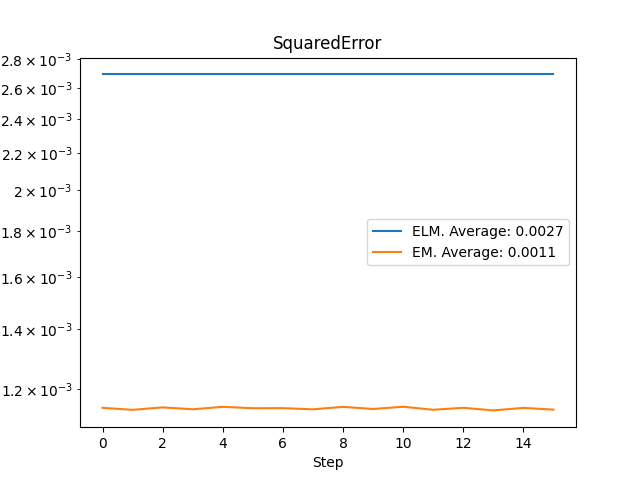 SquaredError
2.8 × 10⁻³
2.6 × 10⁻³
2.4 × 10⁻³
2.2 × 10⁻³
2 × 10⁻³
1.8 × 10⁻³
1.6 × 10⁻³
1.4 × 10⁻³
1.2 × 10⁻³
ELM. Average: 0.0027
EM. Average: 0.0011
0 2 4 6 8 10 12 14
Step